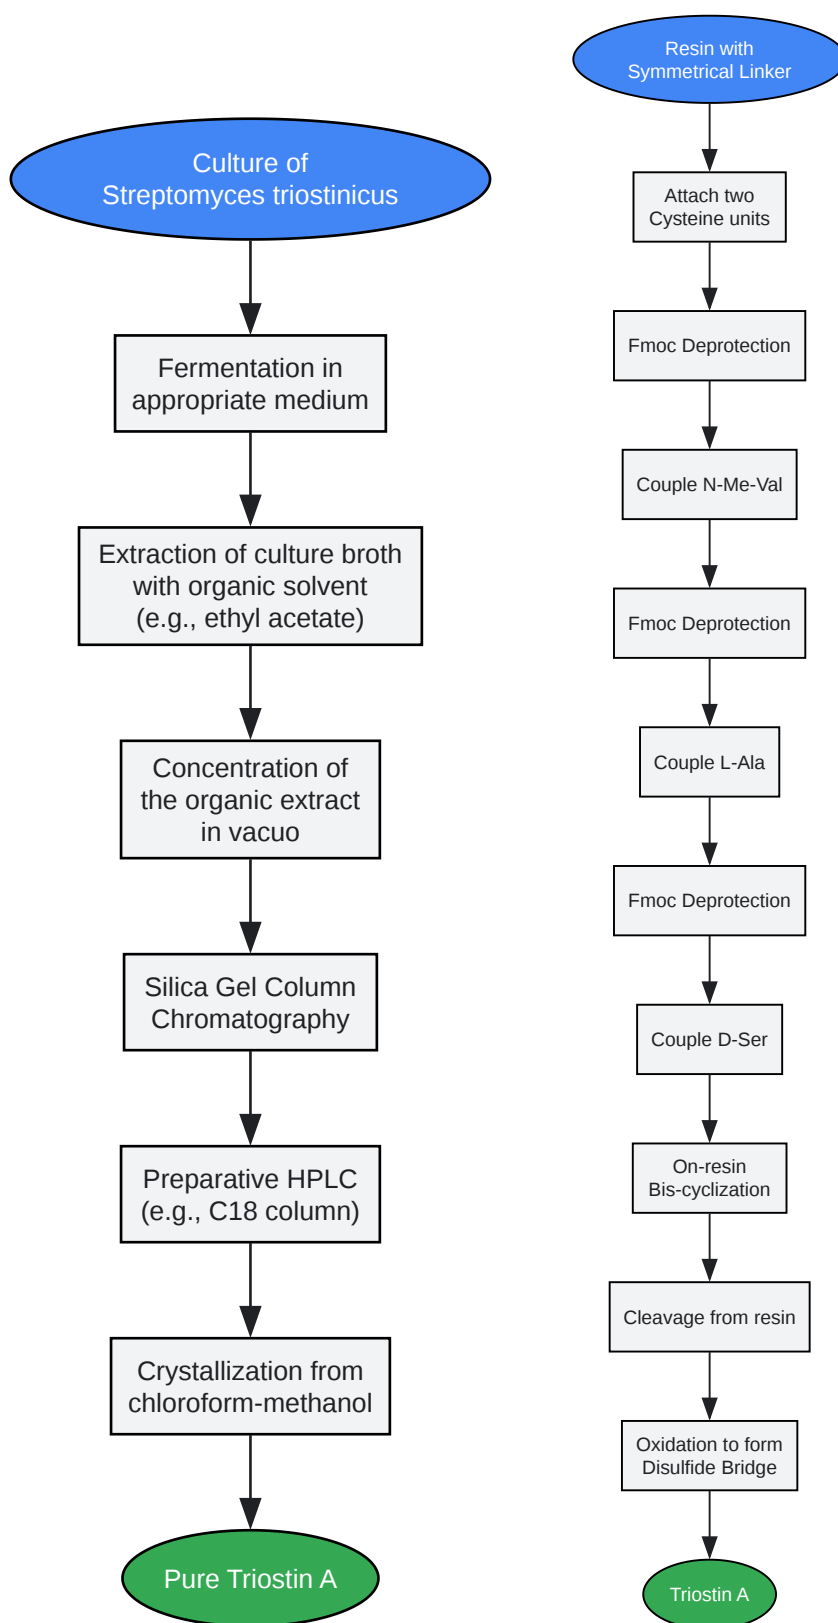 Culture of
Streptomyces triostinicus
Fermentation in
appropriate medium
Extraction of culture broth
with organic solvent
(e.g., ethyl acetate)
Concentration of
the organic extract
in vacuo
Silica Gel Column
Chromatography
Preparative HPLC
(e.g., C18 column)
Crystallization from
chloroform-methanol
Pure Triostin A
Resin with
Symmetrical Linker
Attach two
Cysteine units
Fmoc Deprotection
Couple N-Me-Val
Fmoc Deprotection
Couple L-Ala
Fmoc Deprotection
Couple D-Ser
On-resin
Bis-cyclization
Cleavage from resin
Oxidation to form
Disulfide Bridge
Triostin A